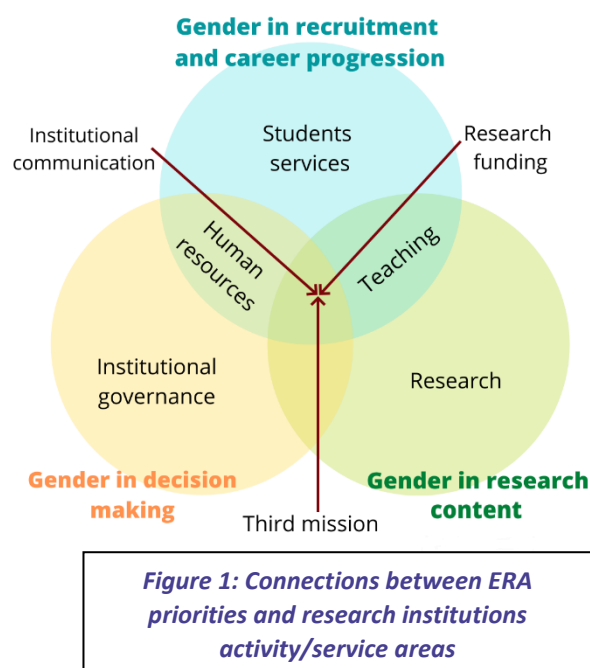 Gender in recruitment
and career progression
Institutional
communication
Students
services
Research
funding
Human
resources
Teaching
Institutional
governance
Research
Gender in decision
making
Gender in research
content
Third mission
Figure 1: Connections between ERA
priorities and research institutions
activity/service areas